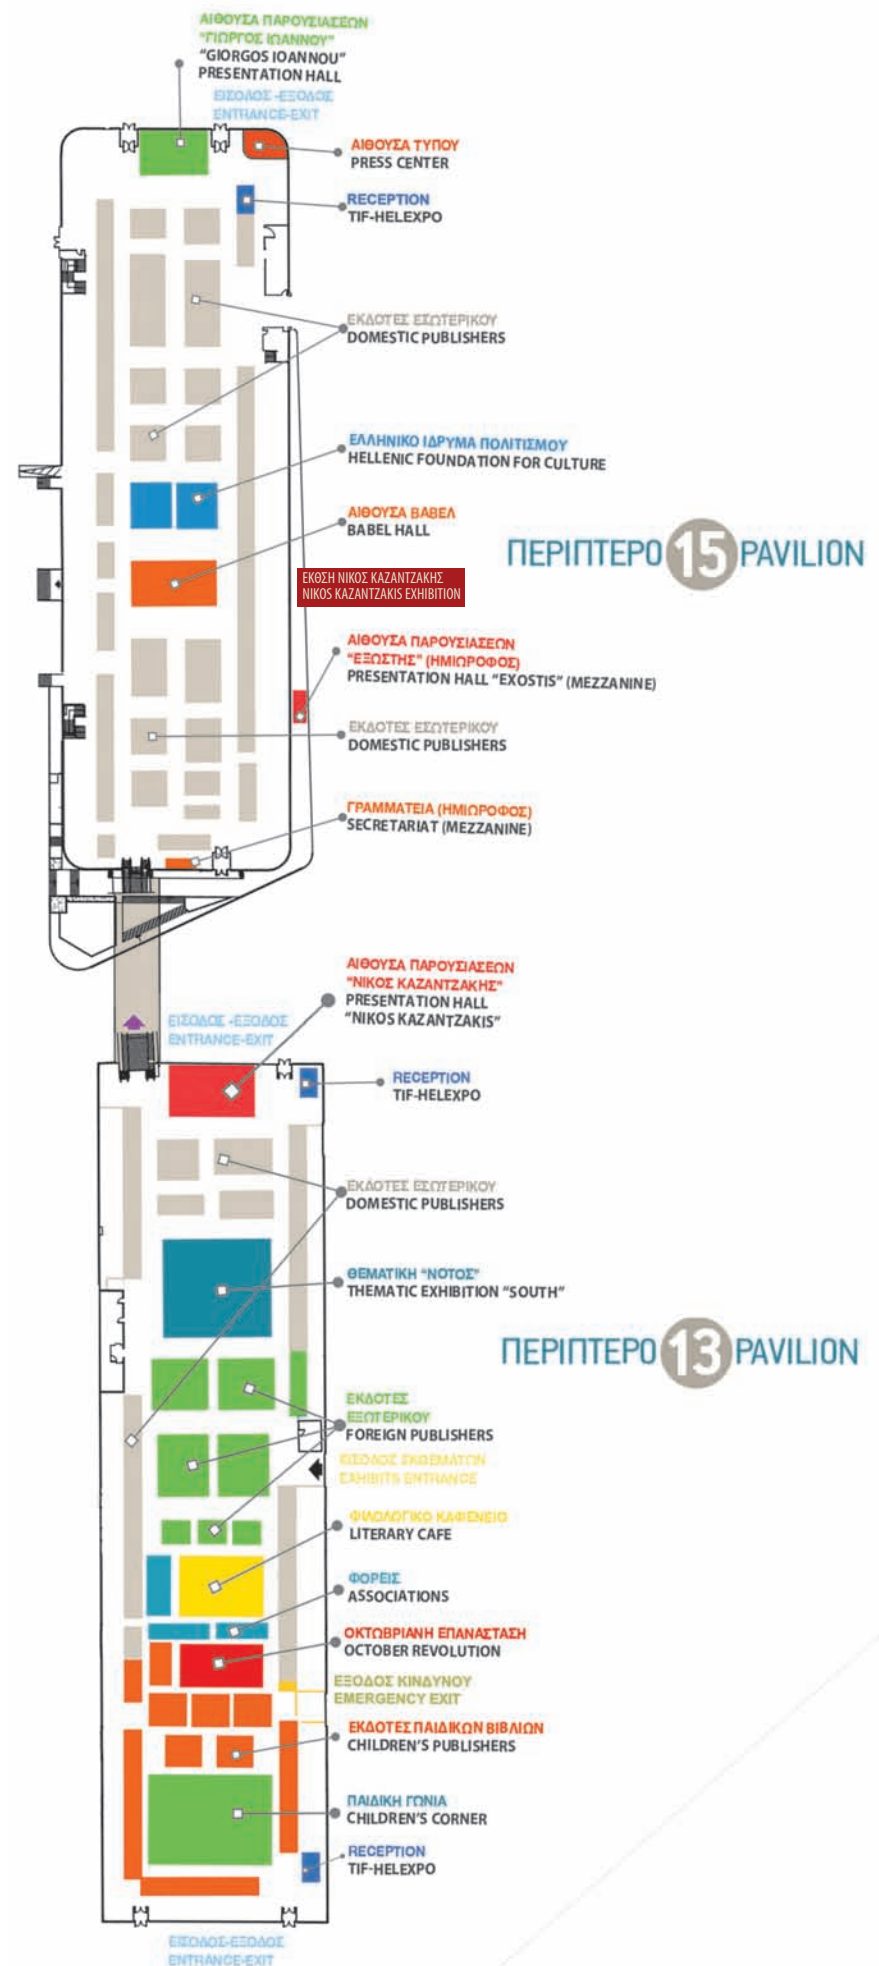 ΑΙΘΟΥΣΑ ΠΑΡΟΥΣΙΑΣΕΩΝ
"ΓΙΩΡΓΟΣ ΙΩΑΝΝΟΥ"
"GIORGOS IOANNOU"
PRESENTATION HALL
ΕΙΣΟΔΟΣ -ΕΞΟΔΟΣ
ENTRANCE-EXIT
ΑΙΘΟΥΣΑ ΤΥΠΟΥ
PRESS CENTER
RECEPTION
TIF-HELEXPO
ΕΚΔΟΤΕΣ ΕΣΩΤΕΡΙΚΟΥ
DOMESTIC PUBLISHERS
ΕΛΛΗΝΙΚΟ ΙΔΡΥΜΑ ΠΟΛΙΤΙΣΜΟΥ
HELLENIC FOUNDATION FOR CULTURE
ΑΙΘΟΥΣΑ ΒΑΒΕΛ
BABEL HALL
ΠΕΡΙΠΤΕΡΟ 15 PAVILION
ΕΚΘΣΗ ΝΙΚΟΣ ΚΑΖΑΝΤΖΑΚΗΣ
NIKOS KAZANTZAKIS EXHIBITION
ΑΙΘΟΥΣΑ ΠΑΡΟΥΣΙΑΣΕΩΝ
"ΕΞΩΣΤΗΣ" (ΗΜΙΩΡΟΦΟΣ)
PRESENTATION HALL "EXOSTIS" (MEZZANINE)
ΕΚΔΟΤΕΣ ΕΣΩΤΕΡΙΚΟΥ
DOMESTIC PUBLISHERS
ΓΡΑΜΜΑΤΕΙΑ (ΗΜΙΩΡΟΦΟΣ)
SECRETARIAT (MEZZANINE)
ΑΙΘΟΥΣΑ ΠΑΡΟΥΣΙΑΣΕΩΝ
"ΝΙΚΟΣ ΚΑΖΑΝΤΖΑΚΗΣ"
PRESENTATION HALL
"NIKOS KAZANTZAKIS"
ΕΙΣΟΔΟΣ -ΕΞΟΔΟΣ
ENTRANCE-EXIT
RECEPTION
TIF-HELEXPO
ΕΚΔΟΤΕΣ ΕΣΩΤΕΡΙΚΟΥ
DOMESTIC PUBLISHERS
ΘΕΜΑΤΙΚΗ "ΝΟΤΟΣ"
THEMATIC EXHIBITION "SOUTH"
ΠΕΡΙΠΤΕΡΟ 13 PAVILION
ΕΚΔΟΤΕΣ
ΕΞΩΤΕΡΙΚΟΥ
FOREIGN PUBLISHERS
ΕΙΣΟΔΟΣ ΕΚΘΕΜΑΤΩΝ
EXHIBITS ENTRANCE
ΦΙΛΟΛΟΓΙΚΟ ΚΑΦΕΝΕΙΟ
LITERARY CAFE
ΦΟΡΕΙΣ
ASSOCIATIONS
ΟΚΤΩΒΡΙΑΝΗ ΕΠΑΝΑΣΤΑΣΗ
OCTOBER REVOLUTION
ΕΞΟΔΟΣ ΚΙΝΔΥΝΟΥ
EMERGENCY EXIT
ΕΚΔΟΤΕΣ ΠΑΙΔΙΚΩΝ ΒΙΒΛΙΩΝ
CHILDREN'S PUBLISHERS
ΠΑΙΔΙΚΗ ΓΩΝΙΑ
CHILDREN'S CORNER
RECEPTION
TIF-HELEXPO
ΕΙΣΟΔΟΣ-ΕΞΟΔΟΣ
ENTRANCE-EXIT